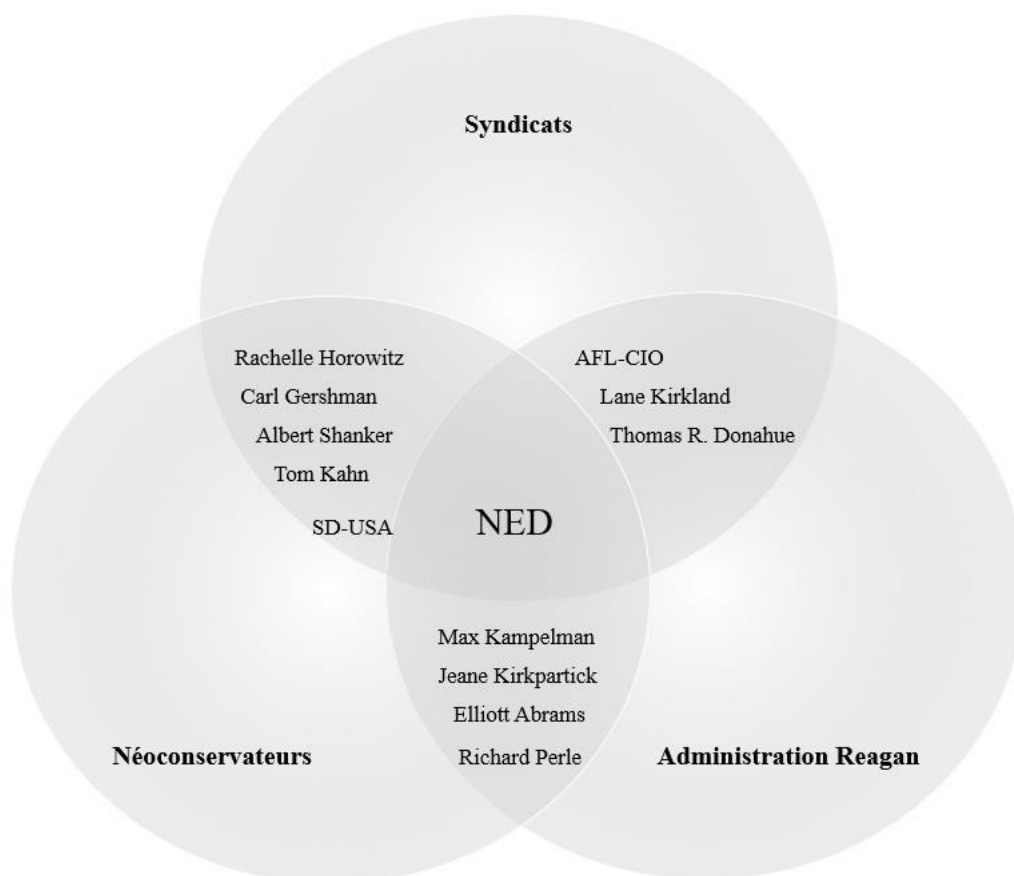 Syndicats
Rachelle Horowitz
Carl Gershman
Albert Shanker
Tom Kahn
SD-USA
AFL-CIO
Lane Kirkland
Thomas R. Donahue
NED
Max Kampelman
Jeane Kirkpartick
Elliott Abrams
Richard Perle
Néoconservateurs
Administration Reagan